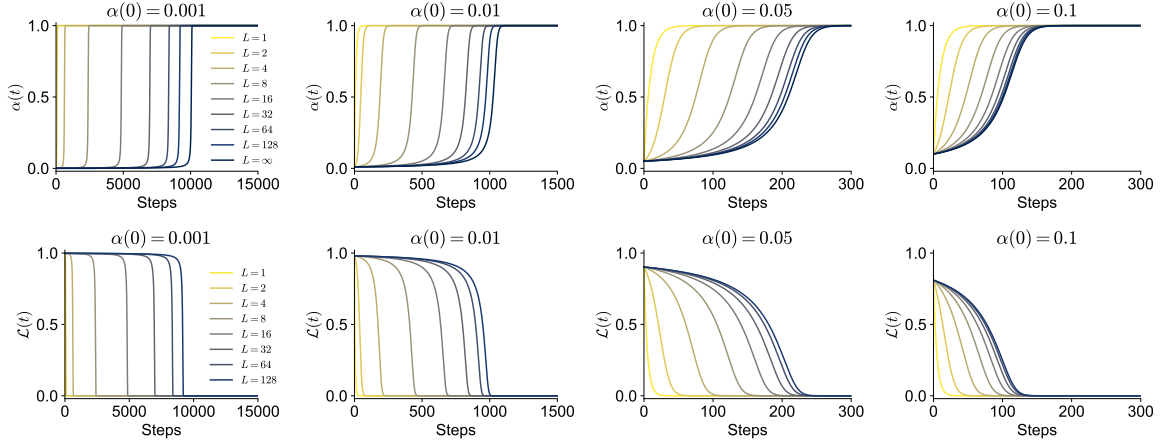 α(0) = 0.001
α(0) = 0.01
α(0) = 0.05
α(0) = 0.1
α(t)
1.0
0.5
0.0
0 5000 10000 15000
Steps
L = 1
L = 2
L = 4
L = 8
L = 16
L = 32
L = 64
L = 128
L = ∞
α(t)
1.0
0.5
0.0
0 500 1000 1500
Steps
α(t)
1.0
0.5
0.0
0 100 200 300
Steps
α(t)
1.0
0.5
0.0
0 100 200 300
Steps
α(0) = 0.001
α(0) = 0.01
α(0) = 0.05
α(0) = 0.1
ℒ(t)
1.0
0.5
0.0
0 5000 10000 15000
Steps
L = 1
L = 2
L = 4
L = 8
L = 16
L = 32
L = 64
L = 128
ℒ(t)
1.0
0.5
0.0
0 500 1000 1500
Steps
ℒ(t)
1.0
0.5
0.0
0 100 200 300
Steps
ℒ(t)
1.0
0.5
0.0
0 100 200 300
Steps